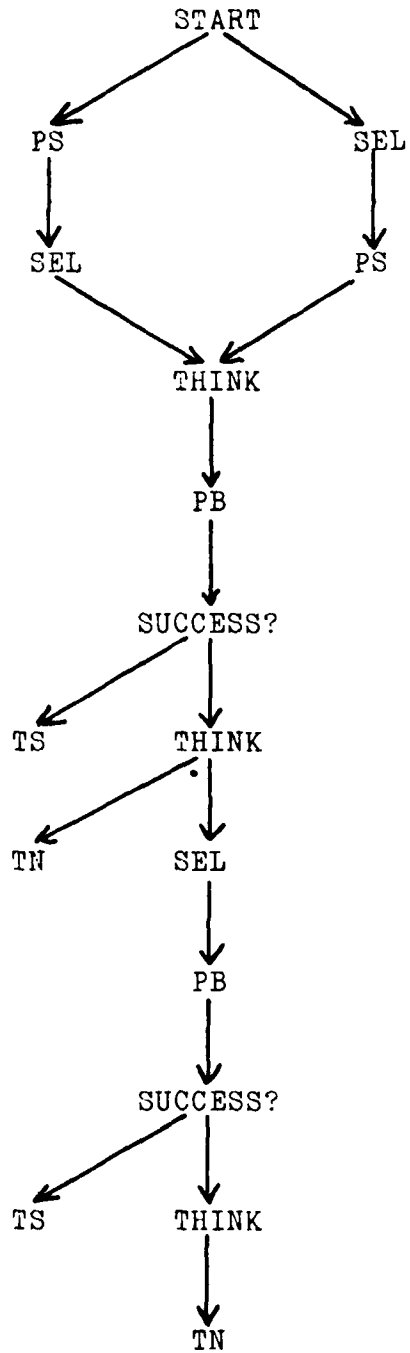 START
PS SEL
SEL PS
THINK
PB
SUCCESS?
TS THINK
TN SEL
PB
SUCCESS?
TS THINK
TN